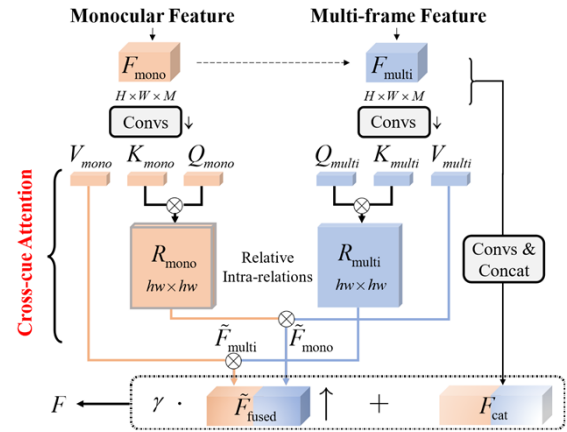 Monocular Feature
Multi-frame Feature
F_mono
F_multi
H×W×M
H×W×M
Convs
Convs
V_mono K_mono Q_mono
Q_multi K_multi V_multi
Cross-cue Attention
R_mono
hw×hw
Relative
Intra-relations
R_multi
hw×hw
Convs &
Concat
F̃_multi
F̃_mono
F
γ · F̃_fused ↑ + F_cat